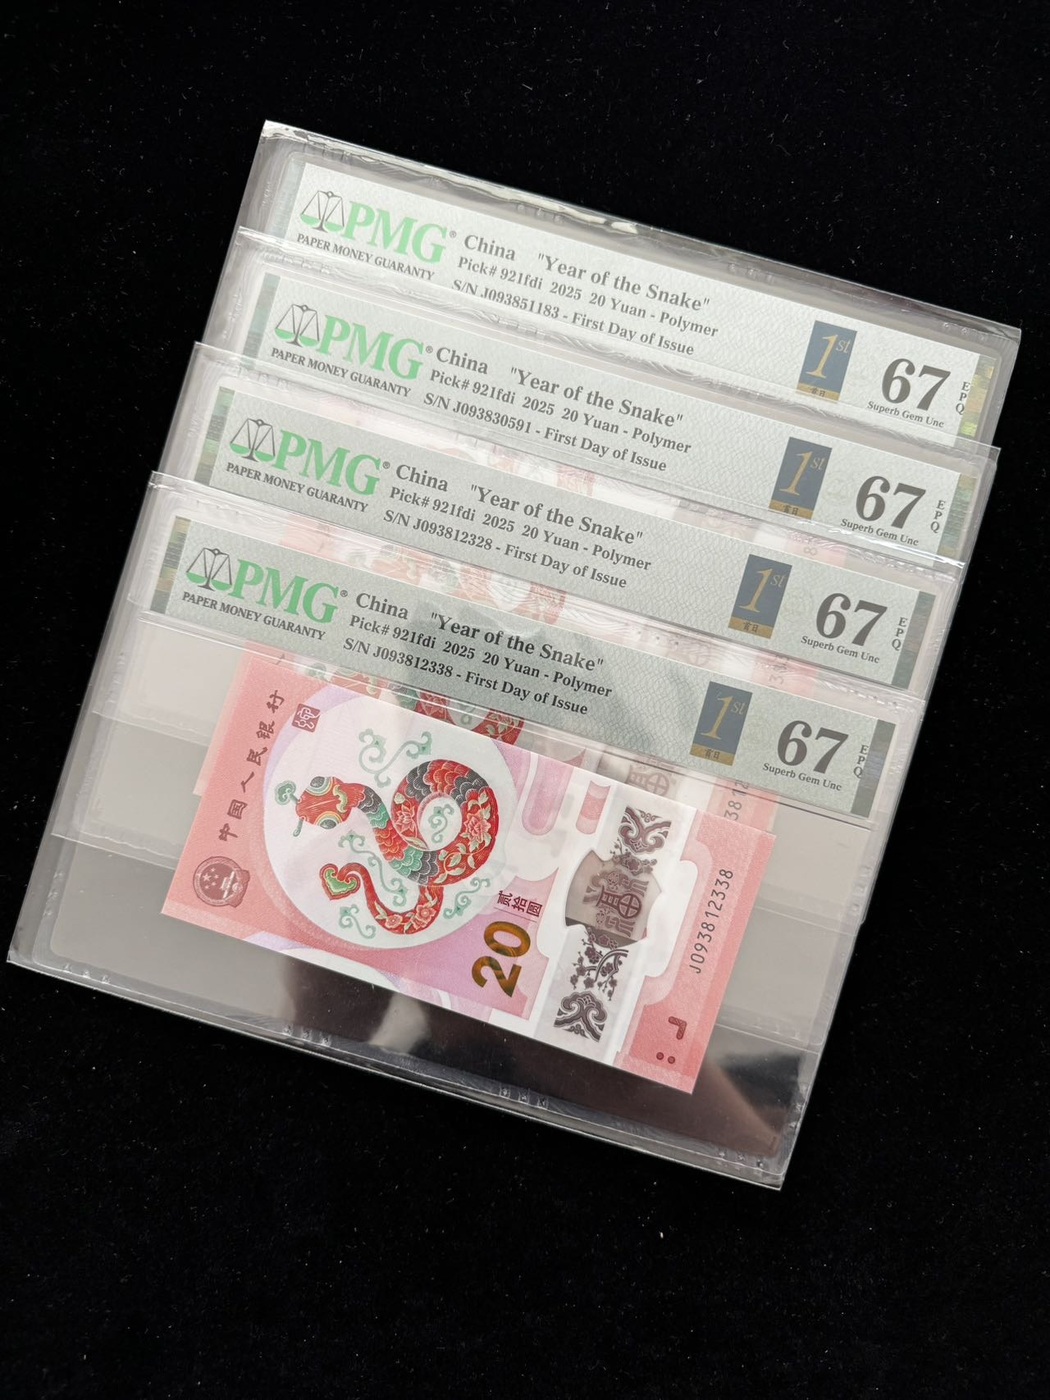 PMG®
PAPER MONEY GUARANTY
China "Year of the Snake"
Pick# 921fdi 2025 20 Yuan - Polymer
S/N J093851183 - First Day of Issue
1st
67
Superb Gem Unc
EPQ
PMG®
PAPER MONEY GUARANTY
China "Year of the Snake"
Pick# 921fdi 2025 20 Yuan - Polymer
S/N J093830591 - First Day of Issue
1st
首日
67
Superb Gem Unc
EPQ
PMG®
PAPER MONEY GUARANTY
China "Year of the Snake"
Pick# 921fdi 2025 20 Yuan - Polymer
S/N J093812328 - First Day of Issue
1st
67
Superb Gem Unc
EPQ
PMG®
PAPER MONEY GUARANTY
China "Year of the Snake"
Pick# 921fdi 2025 20 Yuan - Polymer
S/N J093812338 - First Day of Issue
1st
首日
67
Superb Gem Unc
EPQ
中国人民银行
贰拾圆
20
J093812338